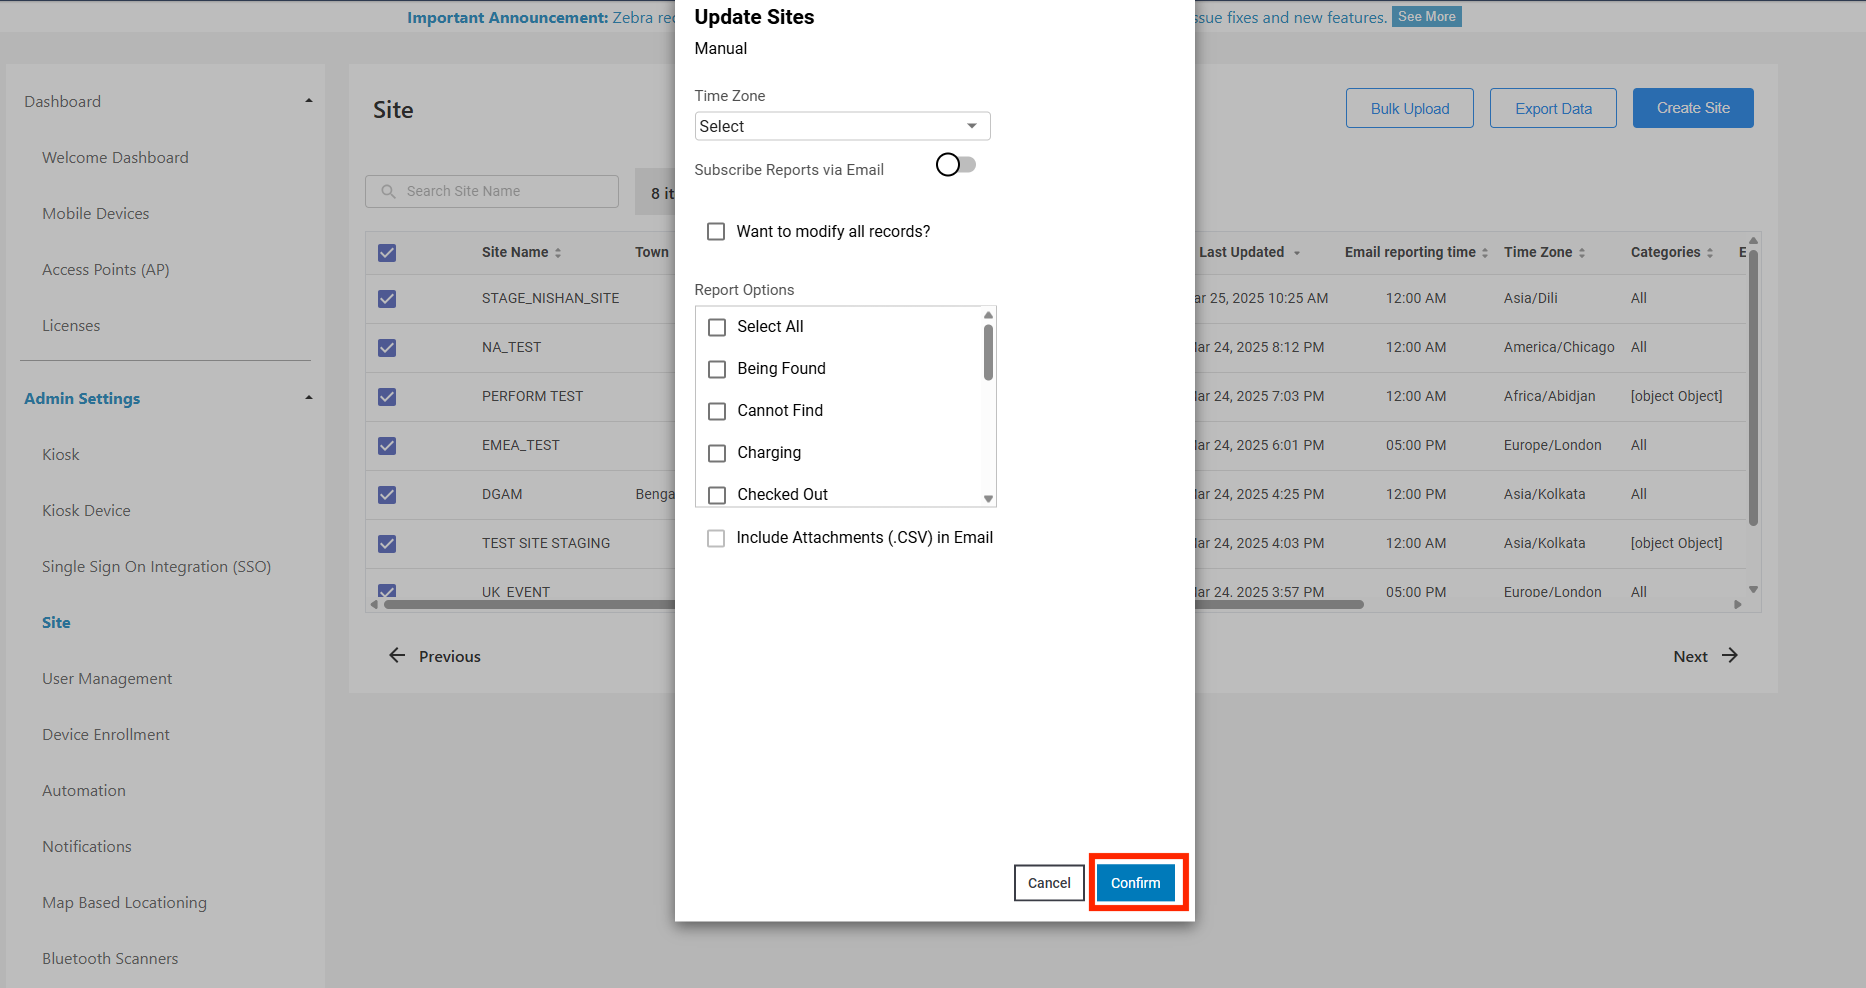 Important Announcement: Zebra
ssue fixes and new features. See More
Update Sites
Manual
Time Zone
Select
Subscribe Reports via Email
Want to modify all records?
Report Options
Select All
Being Found
Cannot Find
Charging
Checked Out
Include Attachments (.CSV) in Email
Cancel
Confirm
Dashboard
Welcome Dashboard
Mobile Devices
Access Points (AP)
Licenses
Admin Settings
Kiosk
Kiosk Device
Single Sign On Integration (SSO)
Site
User Management
Device Enrollment
Automation
Notifications
Map Based Locationing
Bluetooth Scanners
Site
Bulk Upload
Export Data
Create Site
Search Site Name
8 it
Site Name Town Last Updated Email reporting time Time Zone Categories E
STAGE_NISHAN_SITE ar 25, 2025 10:25 AM 12:00 AM Asia/Dili All
NA_TEST ar 24, 2025 8:12 PM 12:00 AM America/Chicago All
PERFORM TEST ar 24, 2025 7:03 PM 12:00 AM Africa/Abidjan [object Object]
EMEA_TEST ar 24, 2025 6:01 PM 05:00 PM Europe/London All
DGAM Benga ar 24, 2025 4:25 PM 12:00 PM Asia/Kolkata All
TEST SITE STAGING ar 24, 2025 4:03 PM 12:00 AM Asia/Kolkata [object Object]
UK_EVENT ar 24, 2025 3:57 PM 05:00 PM Europe/London All
Previous
Next